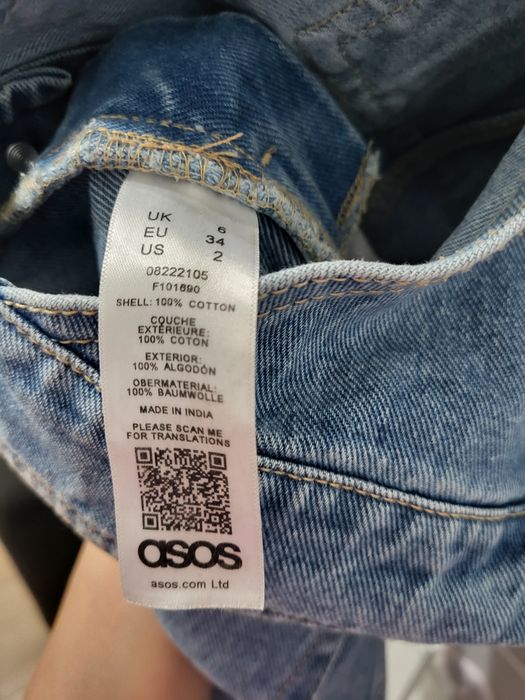 UK 6
EU 34
US 2
08222105
F101690
SHELL: 100% COTTON
COUCHE
EXTÉRIEURE:
100% COTON
EXTERIOR:
100% ALGODÓN
OBERMATERIAL:
100% BAUMWOLLE
MADE IN INDIA
PLEASE SCAN ME
FOR TRANSLATIONS
asos
asos.com Ltd